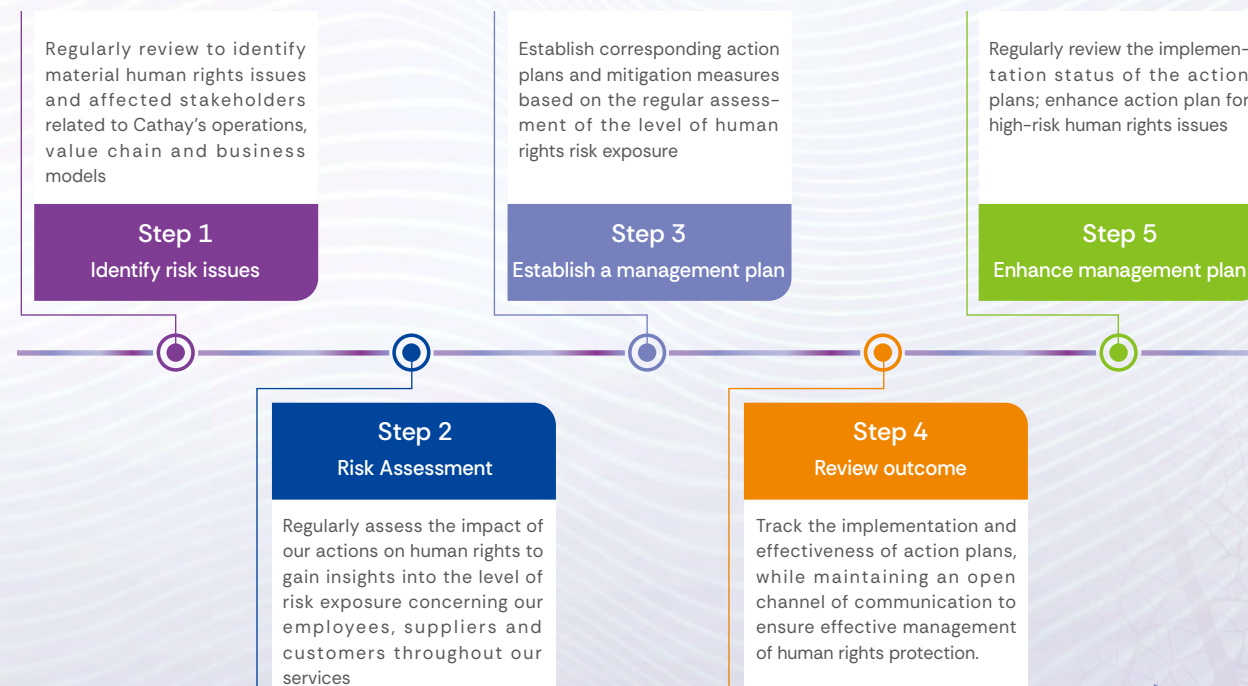 Regularly review to identify
material human rights issues
and affected stakeholders
related to Cathay's operations,
value chain and business
models
Step 1
Identify risk issues
Step 2
Risk Assessment
Regularly assess the impact of
our actions on human rights to
gain insights into the level of
risk exposure concerning our
employees, suppliers and
customers throughout our
services
Establish corresponding action
plans and mitigation measures
based on the regular assess-
ment of the level of human
rights risk exposure
Step 3
Establish a management plan
Step 4
Review outcome
Track the implementation and
effectiveness of action plans,
while maintaining an open
channel of communication to
ensure effective management
of human rights protection.
Regularly review the implemen-
tation status of the action
plans; enhance action plan for
high-risk human rights issues
Step 5
Enhance management plan